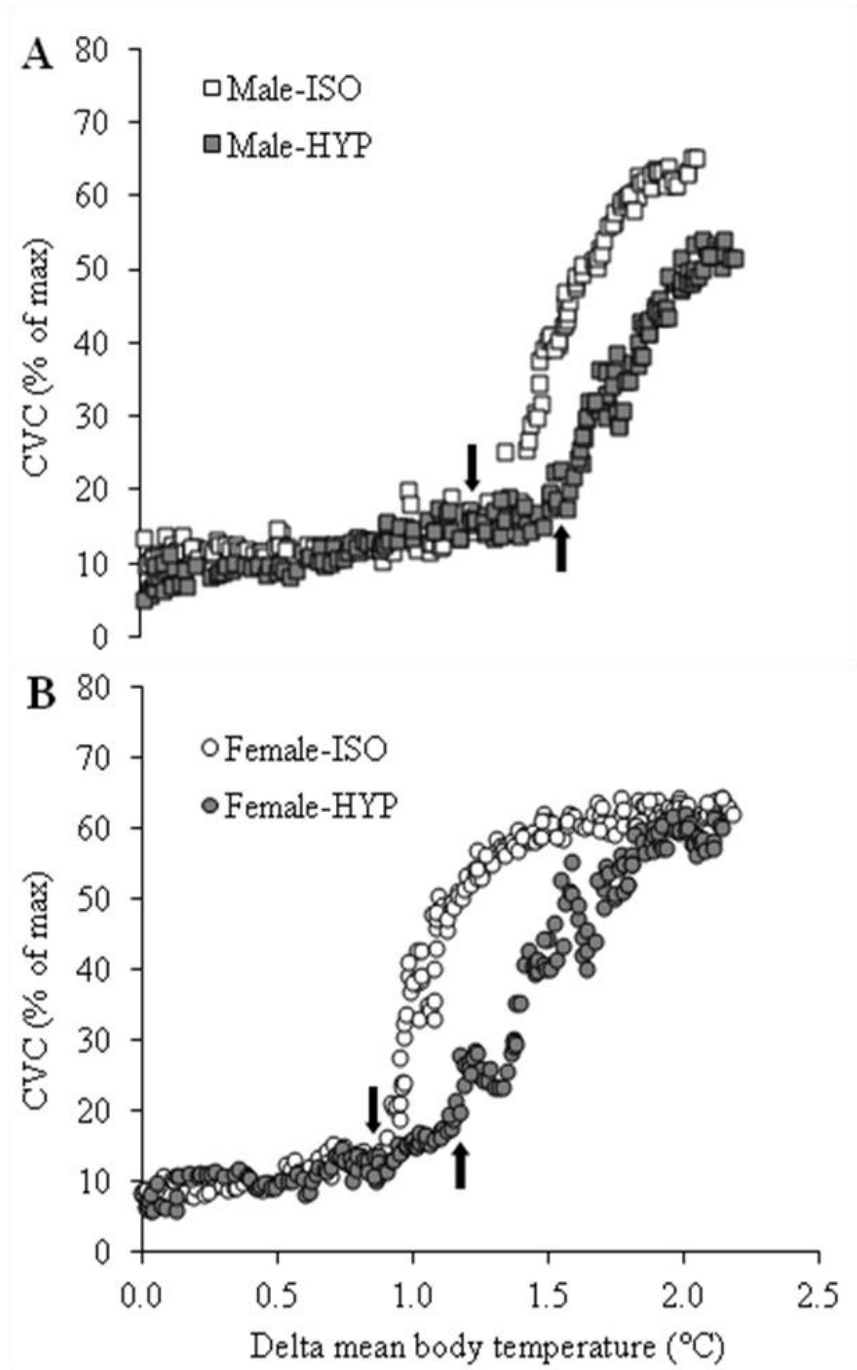 A
80
Male-ISO
70
Male-HYP
60
50
40
30
20
10
0
CVC (% of max)
B
80
70
Female-ISO
Female-HYP
60
50
40
30
20
10
0
CVC (% of max)
0.0 0.5 1.0 1.5 2.0 2.5
Delta mean body temperature (°C)